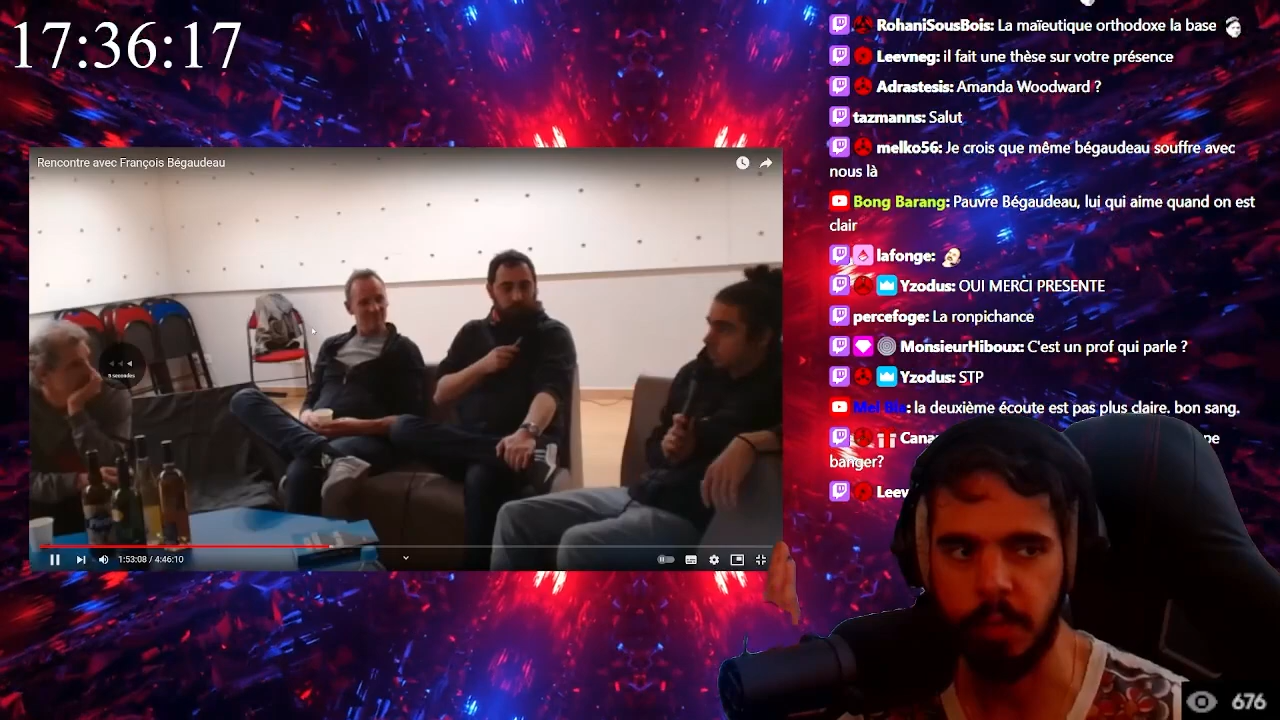 17:36:17
Rencontre avec François Bégaudeau
5 secondes
1:53:08 / 4:46:10
RohaniSousBois: La maïeutique orthodoxe la base
Leevneg: il fait une thèse sur votre présence
Adrastesis: Amanda Woodward ?
tazmanns: Salut
melko56: Je crois que même bégaudeau souffre avec
nous là
Bong Barang: Pauvre Bégaudeau, lui qui aime quand on est
clair
lafonge:
Yzodus: OUI MERCI PRESENTE
percefoge: La ronpichance
MonsieurHiboux: C'est un prof qui parle ?
Yzodus: STP
: la deuxième écoute est pas plus claire. bon sang.
banger?
676